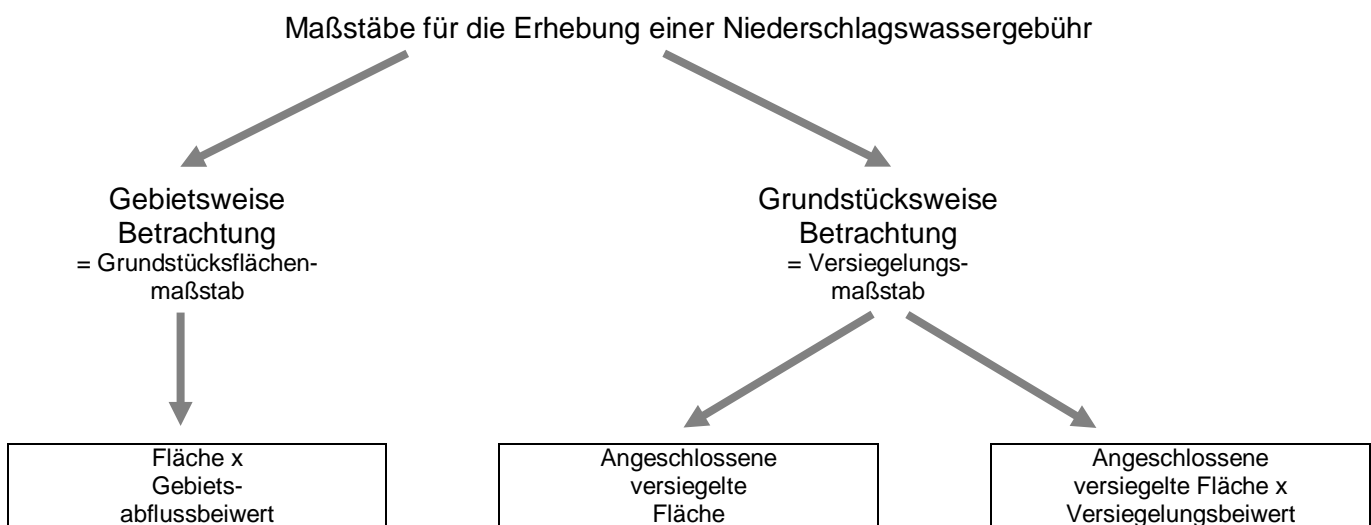 Maßstäbe für die Erhebung einer Niederschlagswassergebühr
Gebietsweise
Betrachtung
= Grundstücksflächen-
maßstab
Grundstücksweise
Betrachtung
= Versiegelungs-
maßstab
Fläche x
Gebiets-
abflussbeiwert
Angeschlossene
versiegelte
Fläche
Angeschlossene
versiegelte Fläche x
Versiegelungsbeiwert